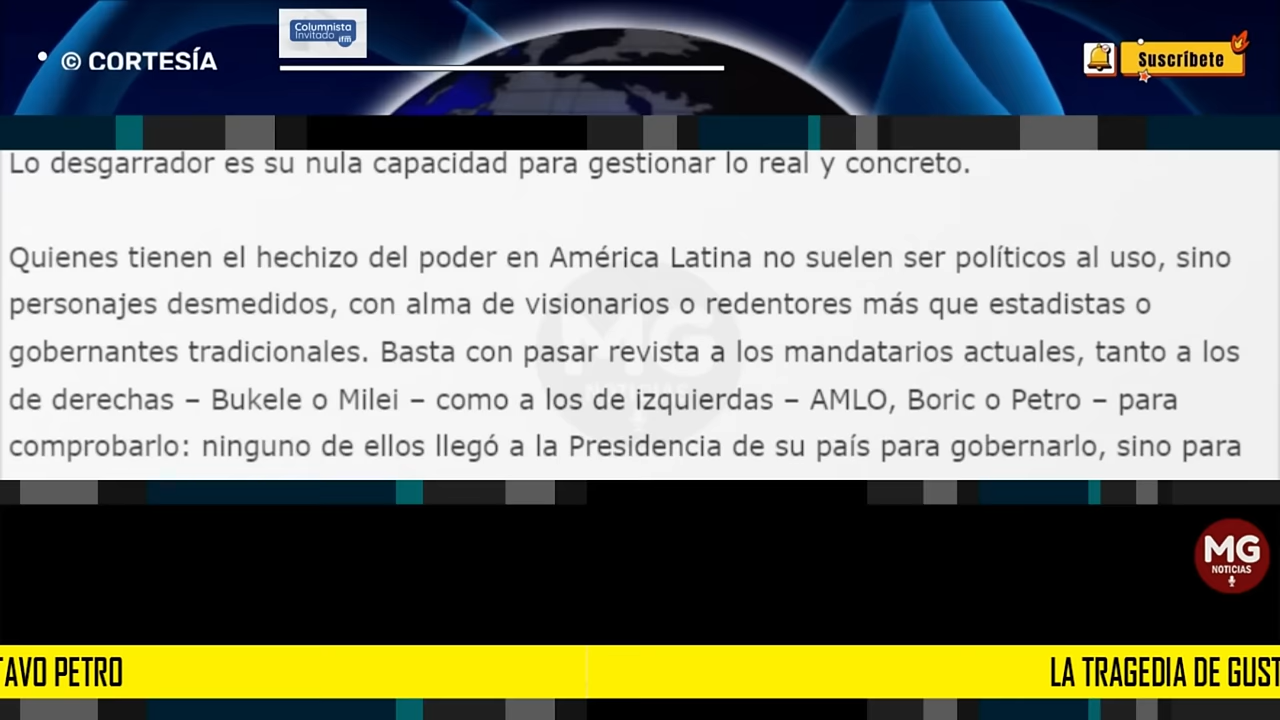 © CORTESÍA
Columnista
Invitado ifm
Suscríbete
Lo desgarrador es su nula capacidad para gestionar lo real y concreto.
Quienes tienen el hechizo del poder en América Latina no suelen ser políticos al uso, sino
personajes desmedidos, con alma de visionarios o redentores más que estadistas o
gobernantes tradicionales. Basta con pasar revista a los mandatarios actuales, tanto a los
de derechas – Bukele o Milei – como a los de izquierdas – AMLO, Boric o Petro – para
comprobarlo: ninguno de ellos llegó a la Presidencia de su país para gobernarlo, sino para
MG
NOTICIAS
MG
NOTICIAS
TAVO PETRO
LA TRAGEDIA DE GUST